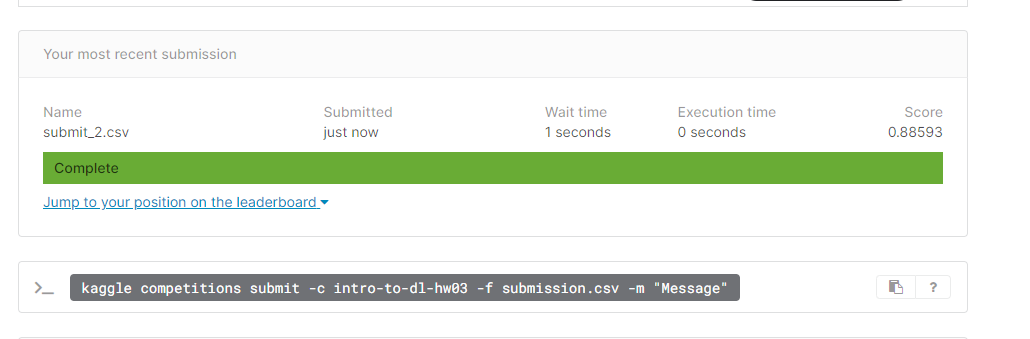 Your most recent submission
Name Submitted Wait time Execution time Score
submit_2.csv just now 1 seconds 0 seconds 0.88593
Complete
Jump to your position on the leaderboard
>_ kaggle competitions submit -c intro-to-dl-hw03 -f submission.csv -m "Message" ?